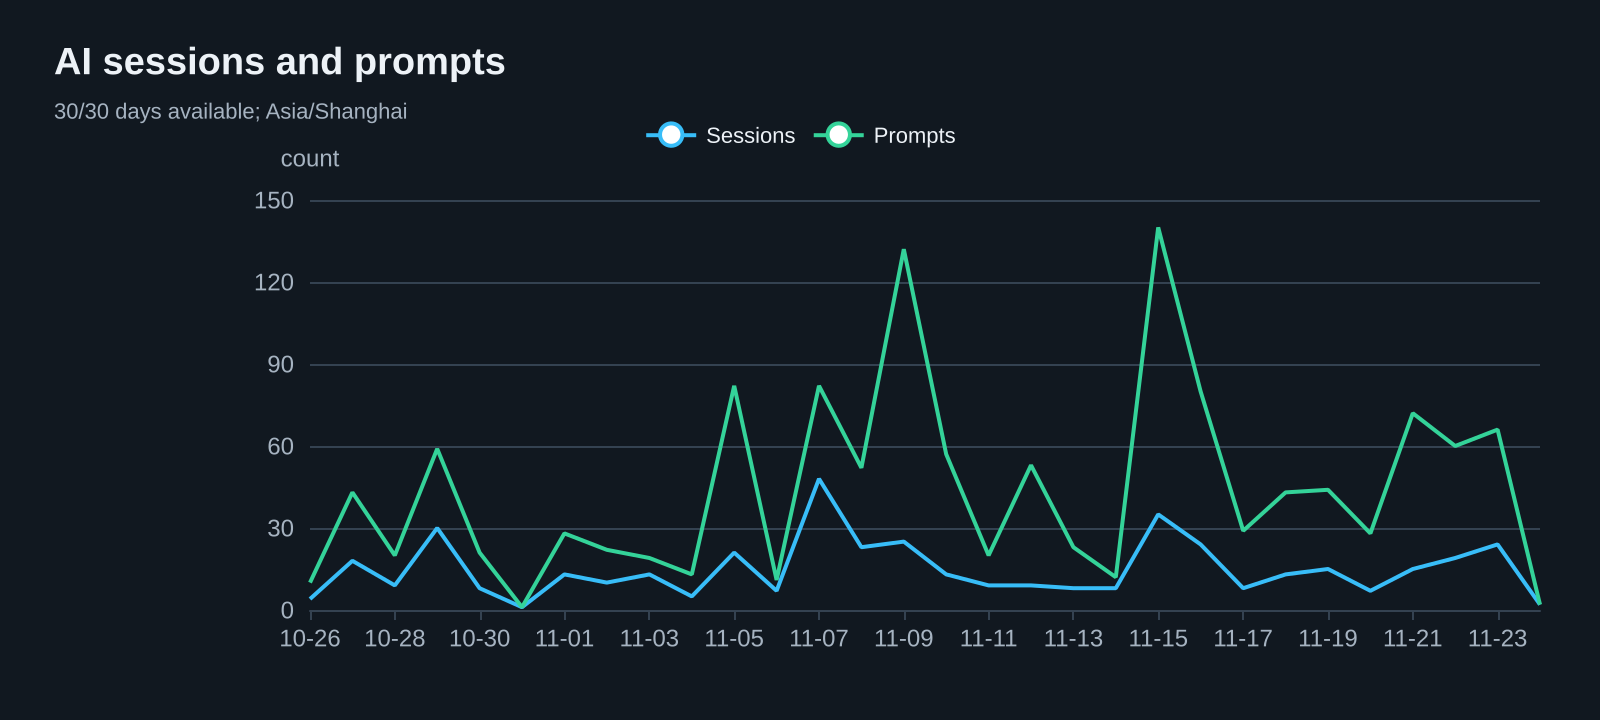 AI sessions and prompts
30/30 days available; Asia/Shanghai
Sessions Prompts
count
150
120
90
60
30
0
10-26 10-28 10-30 11-01 11-03 11-05 11-07 11-09 11-11 11-13 11-15 11-17 11-19 11-21 11-23